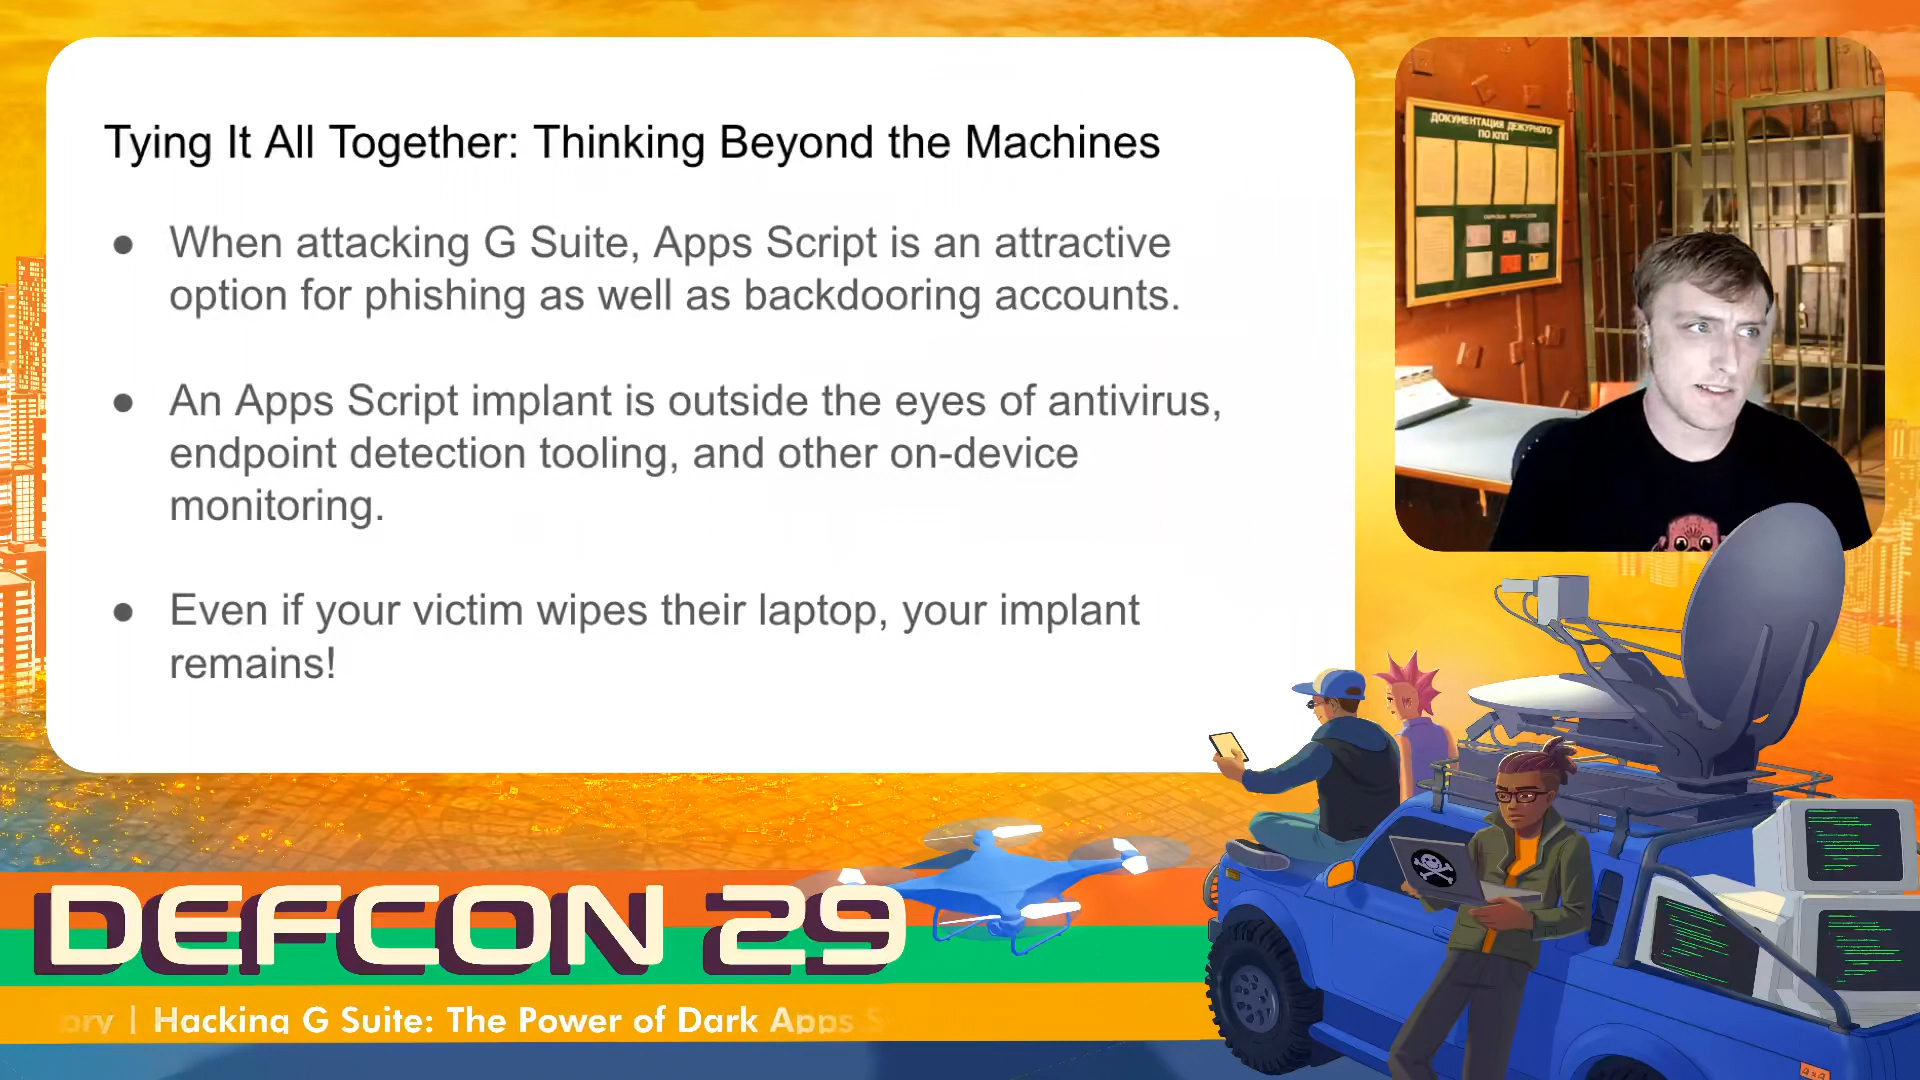 Tying It All Together: Thinking Beyond the Machines
● When attacking G Suite, Apps Script is an attractive
option for phishing as well as backdooring accounts.
● An Apps Script implant is outside the eyes of antivirus,
endpoint detection tooling, and other on-device
monitoring.
● Even if your victim wipes their laptop, your implant
remains!
ДОКУМЕНТАЦИЯ ДЕЖУРНОГО
ПО КПП
DEFCON 29
ory | Hacking G Suite: The Power of Dark Apps S
4x4